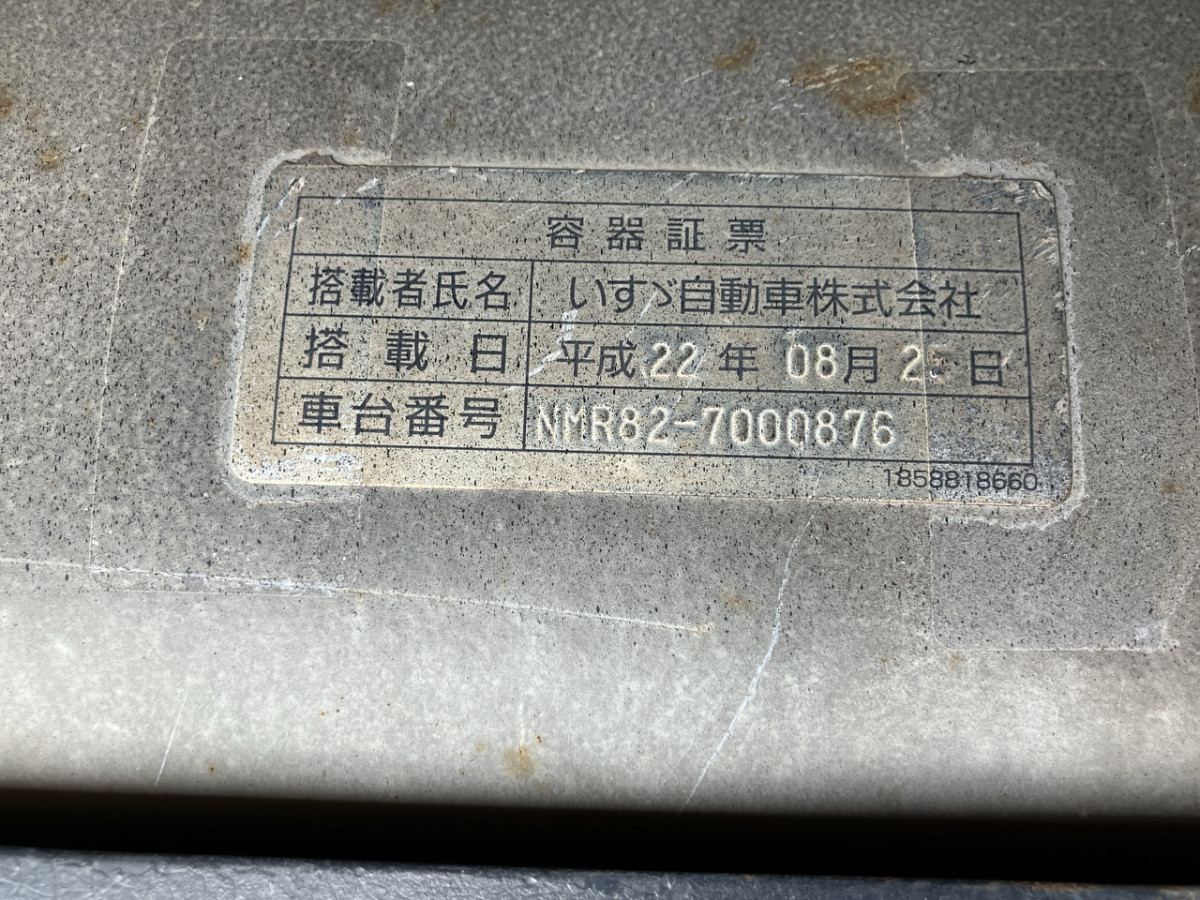 容器証票
搭載者氏名 いすゞ自動車株式会社
搭載日 平成22年 08月 日
車台番号 NMR82-7000876
1858818660